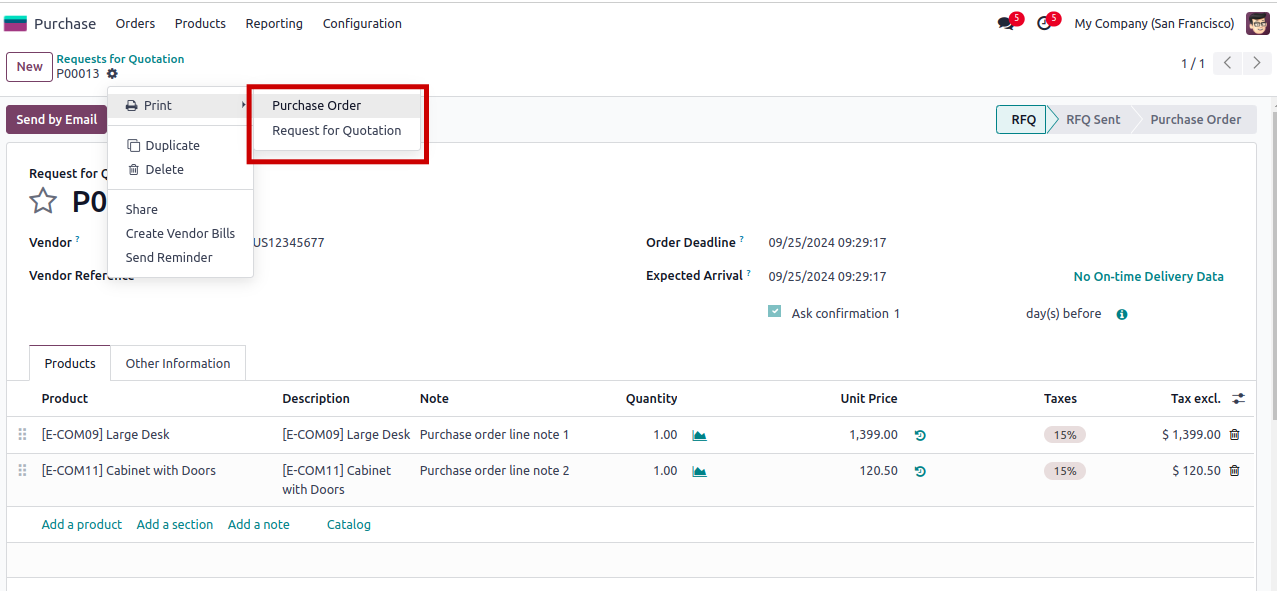 Purchase Orders Products Reporting Configuration 5 5 My Company (San Francisco)
New Requests for Quotation
P00013 1 / 1
Send by Email Print Purchase Order RFQ RFQ Sent Purchase Order
Request for Quotation
Duplicate
Delete
Request for Q
P0
Share
Create Vendor Bills
Send Reminder
Vendor ? US12345677 Order Deadline ? 09/25/2024 09:29:17
Vendor Reference Expected Arrival ? 09/25/2024 09:29:17 No On-time Delivery Data
Ask confirmation 1 day(s) before
Products Other Information
Product Description Note Quantity Unit Price Taxes Tax excl.
[E-COM09] Large Desk [E-COM09] Large Desk Purchase order line note 1 1.00 1,399.00 15% $ 1,399.00
[E-COM11] Cabinet with Doors [E-COM11] Cabinet Purchase order line note 2 1.00 120.50 15% $ 120.50
with Doors
Add a product Add a section Add a note Catalog